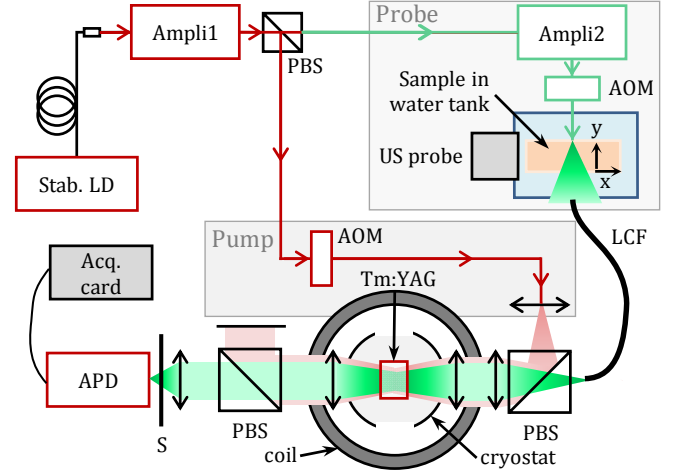 Ampli1
PBS
Probe
Ampli2
AOM
Sample in
water tank
y
x
US probe
Stab. LD
LCF
Pump
AOM
Acq.
card
Tm:YAG
APD
S
PBS
coil
cryostat
PBS